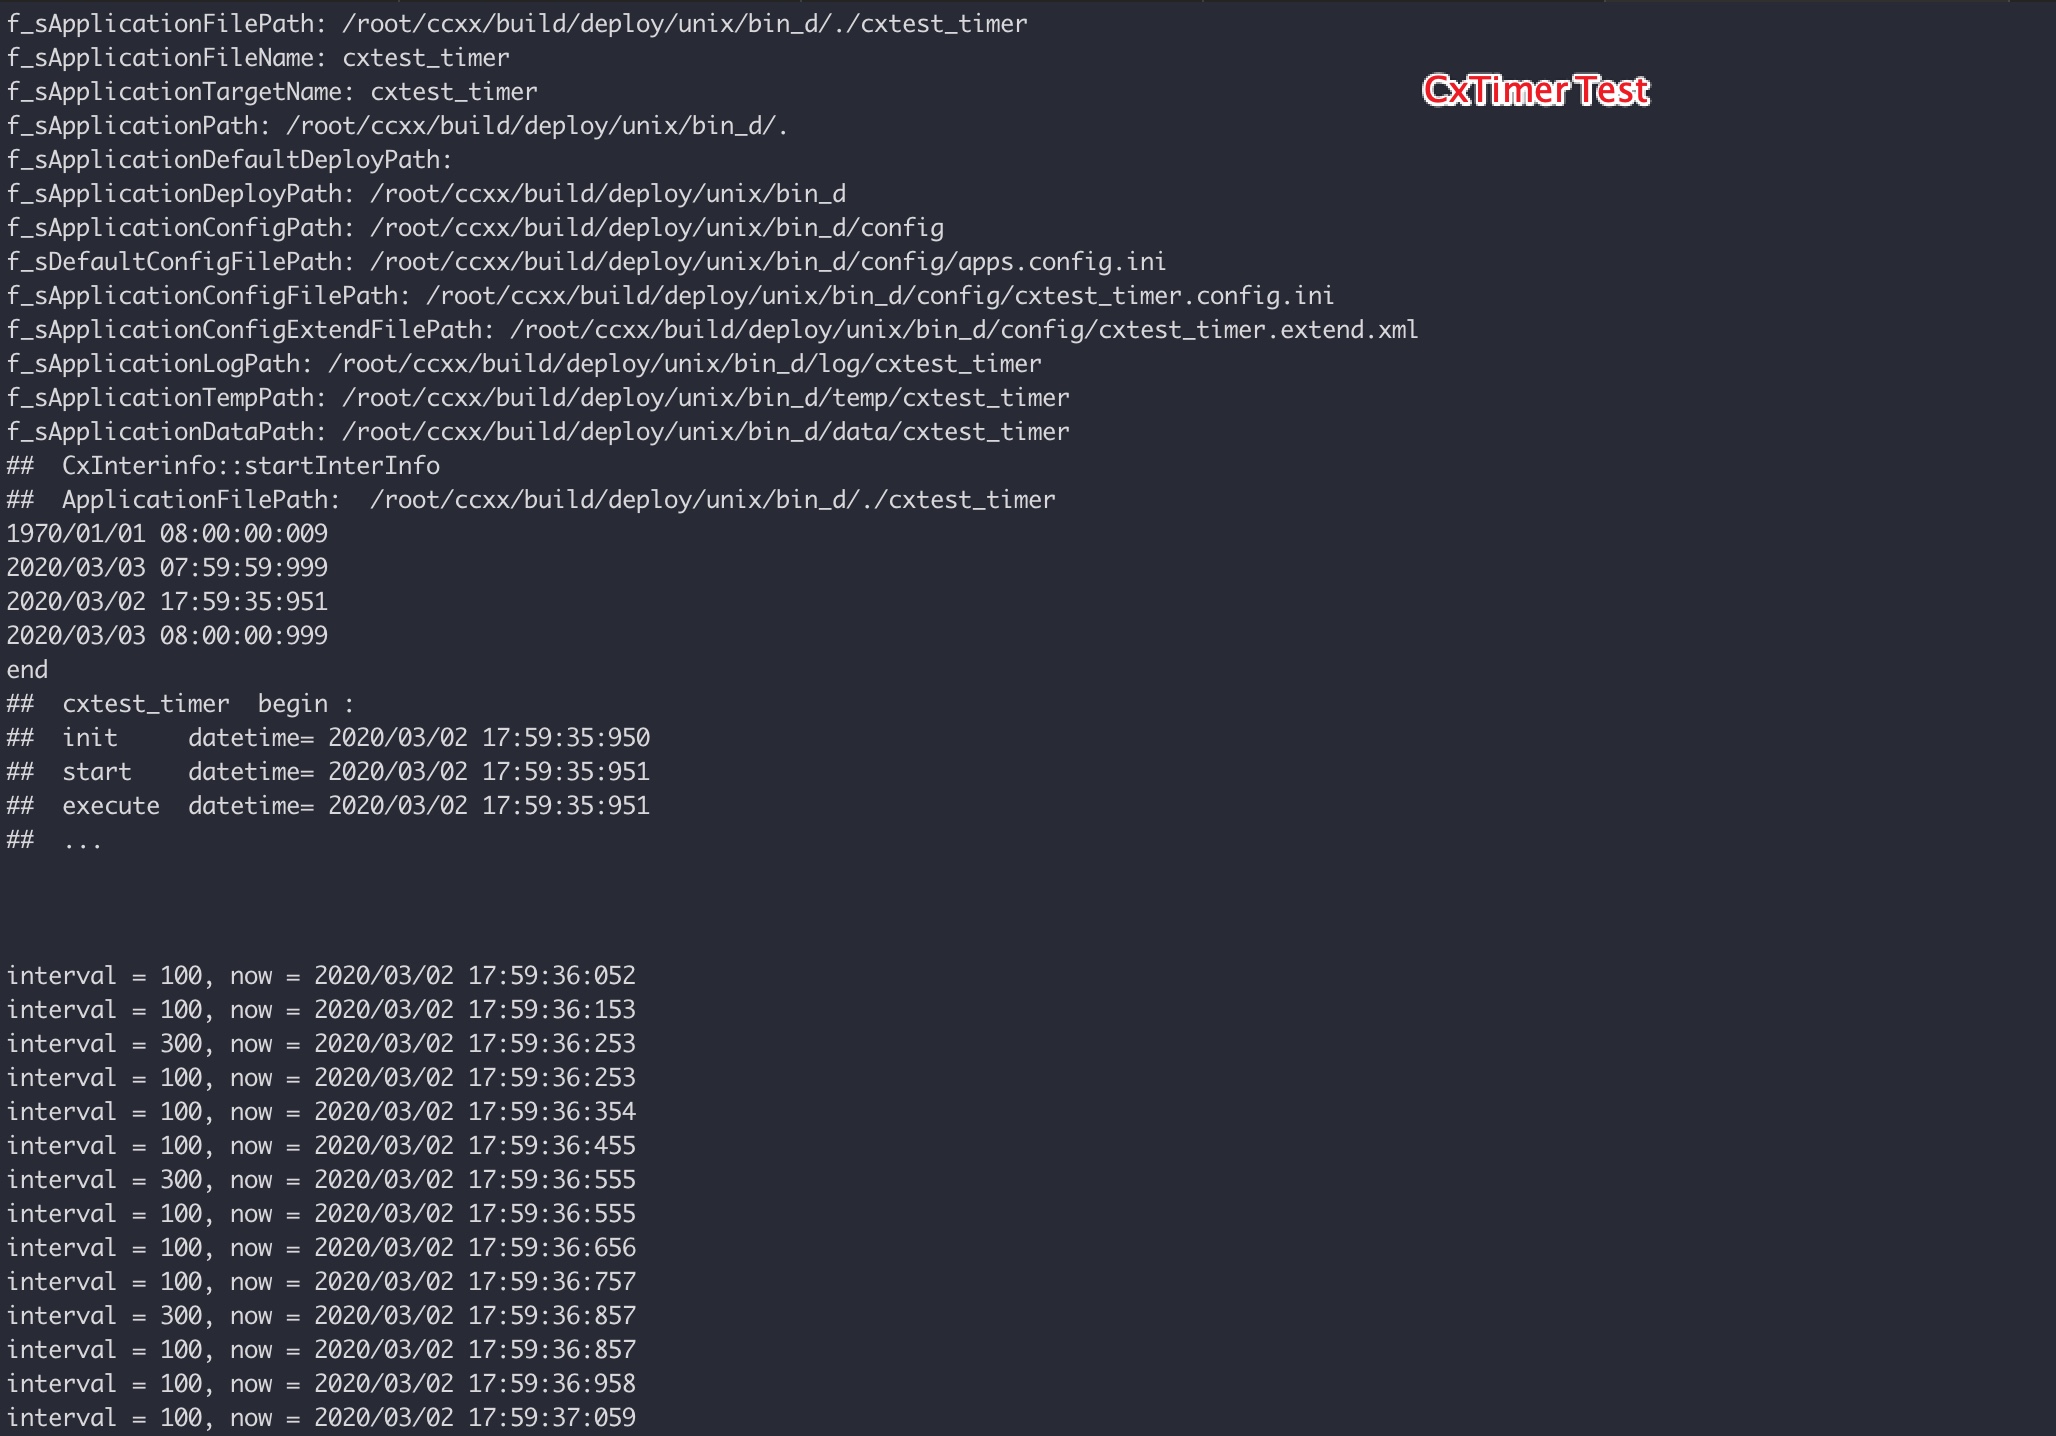 f_sApplicationFilePath: /root/ccxx/build/deploy/unix/bin_d/./cxtest_timer
f_sApplicationFileName: cxtest_timer
CxTimer Test
f_sApplicationTargetName: cxtest_timer
f_sApplicationPath: /root/ccxx/build/deploy/unix/bin_d/.
f_sApplicationDefaultDeployPath:
f_sApplicationDeployPath: /root/ccxx/build/deploy/unix/bin_d
f_sApplicationConfigPath: /root/ccxx/build/deploy/unix/bin_d/config
f_sDefaultConfigFilePath: /root/ccxx/build/deploy/unix/bin_d/config/apps.config.ini
f_sApplicationConfigFilePath: /root/ccxx/build/deploy/unix/bin_d/config/cxtest_timer.config.ini
f_sApplicationConfigExtendFilePath: /root/ccxx/build/deploy/unix/bin_d/config/cxtest_timer.extend.xml
f_sApplicationLogPath: /root/ccxx/build/deploy/unix/bin_d/log/cxtest_timer
f_sApplicationTempPath: /root/ccxx/build/deploy/unix/bin_d/temp/cxtest_timer
f_sApplicationDataPath: /root/ccxx/build/deploy/unix/bin_d/data/cxtest_timer
##  CxInterinfo::startInterInfo
##  ApplicationFilePath:  /root/ccxx/build/deploy/unix/bin_d/./cxtest_timer
1970/01/01 08:00:00:009
2020/03/03 07:59:59:999
2020/03/02 17:59:35:951
2020/03/03 08:00:00:999
end
##  cxtest_timer  begin :
##  init     datetime= 2020/03/02 17:59:35:950
##  start    datetime= 2020/03/02 17:59:35:951
##  execute  datetime= 2020/03/02 17:59:35:951
##  ...
interval = 100, now = 2020/03/02 17:59:36:052
interval = 100, now = 2020/03/02 17:59:36:153
interval = 300, now = 2020/03/02 17:59:36:253
interval = 100, now = 2020/03/02 17:59:36:253
interval = 100, now = 2020/03/02 17:59:36:354
interval = 100, now = 2020/03/02 17:59:36:455
interval = 300, now = 2020/03/02 17:59:36:555
interval = 100, now = 2020/03/02 17:59:36:555
interval = 100, now = 2020/03/02 17:59:36:656
interval = 100, now = 2020/03/02 17:59:36:757
interval = 300, now = 2020/03/02 17:59:36:857
interval = 100, now = 2020/03/02 17:59:36:857
interval = 100, now = 2020/03/02 17:59:36:958
interval = 100, now = 2020/03/02 17:59:37:059